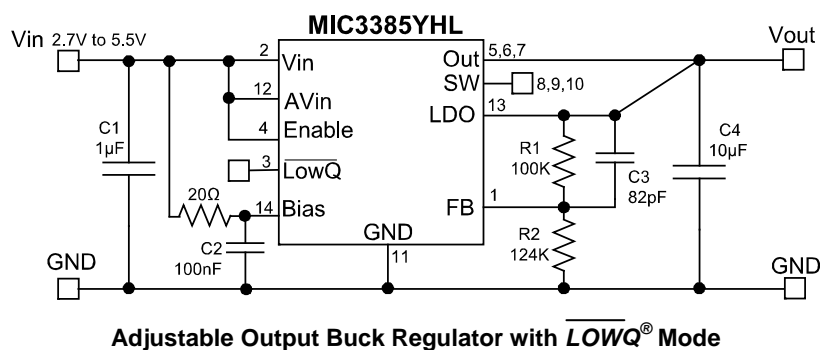 MIC3385YHL
Vin 2.7V to 5.5V
Vout
2
Vin
Out
5,6,7
SW
8,9,10
12
AVin
LDO
13
4
Enable
3
LowQ
14
Bias
FB
1
GND
11
C1
1µF
20Ω
C2
100nF
R1
100K
C3
82pF
R2
124K
C4
10µF
GND
GND
Adjustable Output Buck Regulator with LOWQ® Mode